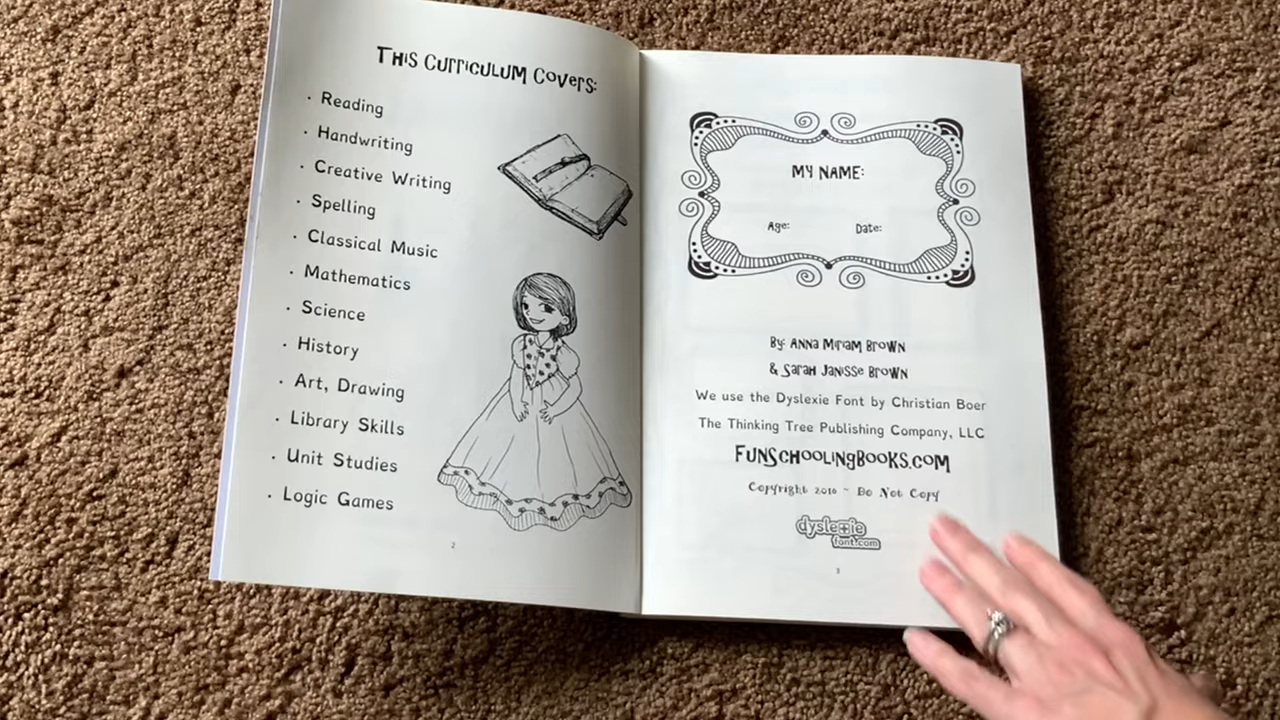 This Curriculum Covers:
· Reading
· Handwriting
· Creative Writing
· Spelling
· Classical Music
· Mathematics
· Science
· History
· Art, Drawing
· Library Skills
· Unit Studies
· Logic Games
2
MY NAME:
Age: Date:
By: Anna Miriam Brown
& Sarah Janisse Brown
We use the Dyslexie Font by Christian Boer
The Thinking Tree Publishing Company, LLC
FunSchoolingBooks.com
Copyright 2016 ~ Do Not Copy
dyslexie
font.com
3